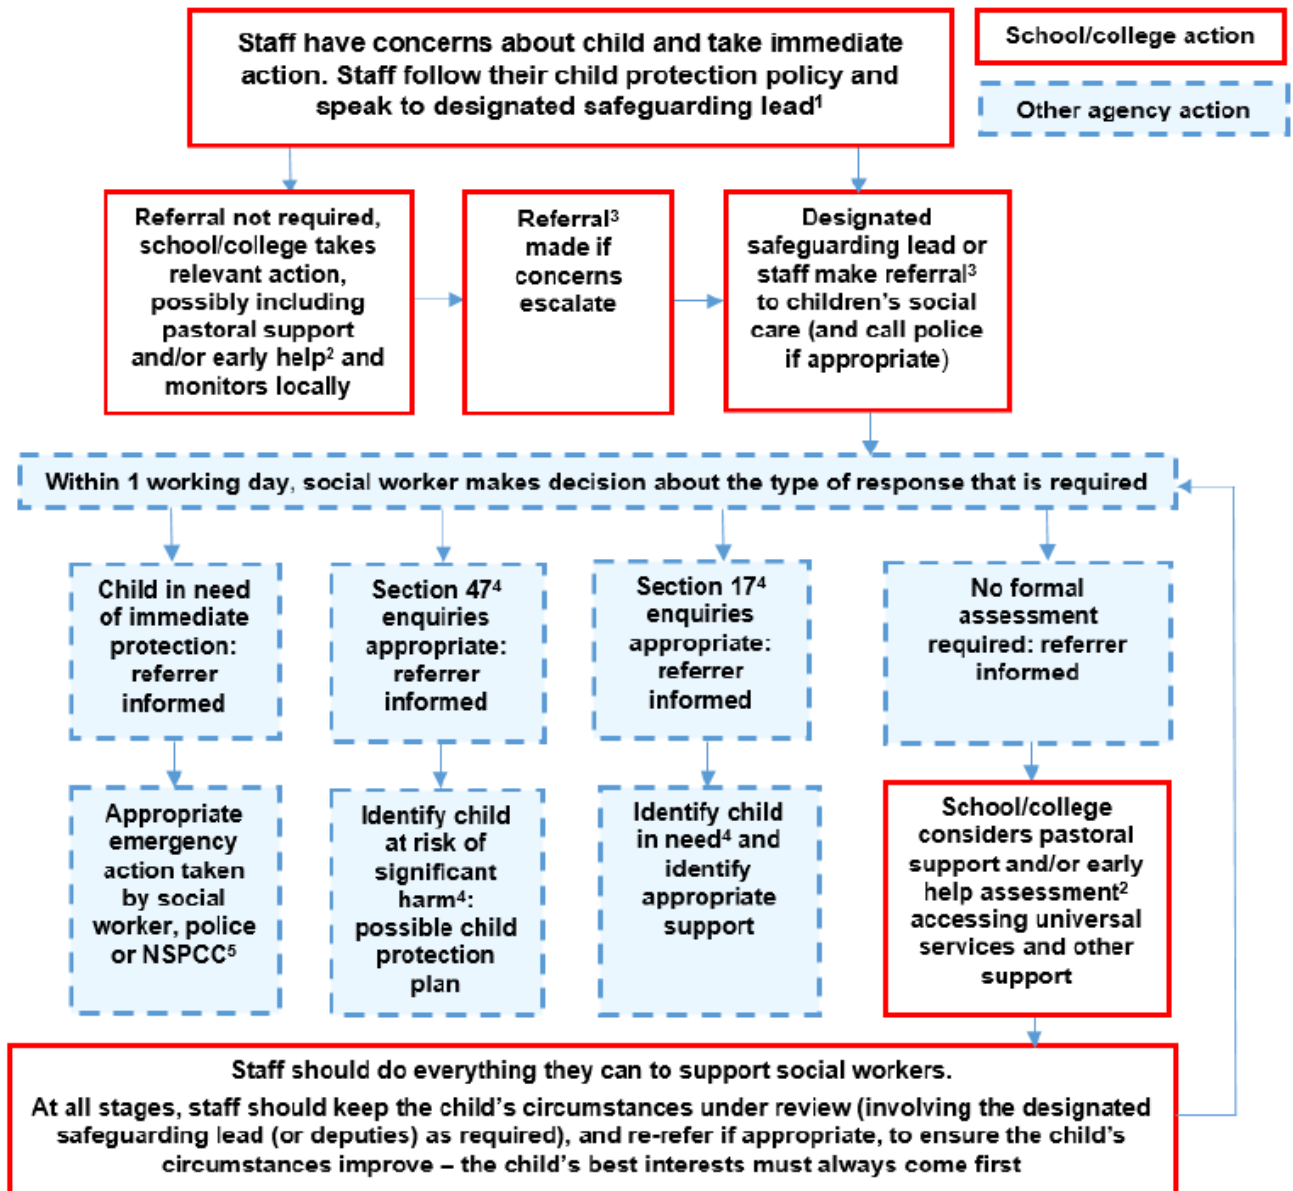 Staff have concerns about child and take immediate
action. Staff follow their child protection policy and
speak to designated safeguarding lead¹
School/college action
Other agency action
Referral not required,
school/college takes
relevant action,
possibly including
pastoral support
and/or early help² and
monitors locally
Referral³
made if
concerns
escalate
Designated
safeguarding lead or
staff make referral³
to children's social
care (and call police
if appropriate)
Within 1 working day, social worker makes decision about the type of response that is required
Child in need
of immediate
protection:
referrer
informed
Section 47⁴
enquiries
appropriate:
referrer
informed
Section 17⁴
enquiries
appropriate:
referrer
informed
No formal
assessment
required: referrer
informed
Appropriate
emergency
action taken
by social
worker, police
or NSPCC⁵
Identify child
at risk of
significant
harm⁴:
possible child
protection
plan
Identify child
in need⁴ and
identify
appropriate
support
School/college
considers pastoral
support and/or early
help assessment²
accessing universal
services and other
support
Staff should do everything they can to support social workers.
At all stages, staff should keep the child's circumstances under review (involving the designated
safeguarding lead (or deputies) as required), and re-refer if appropriate, to ensure the child's
circumstances improve – the child's best interests must always come first